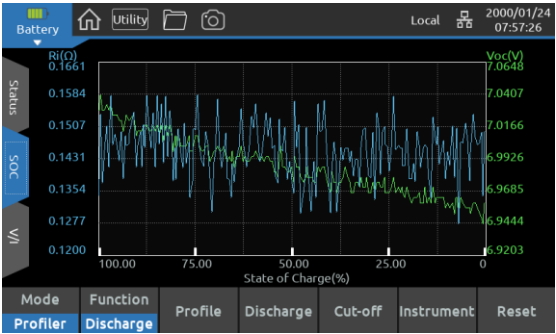 Battery
Utility
Local
2000/01/24
07:57:26
Ri(Ω)
Voc(V)
0.1661
7.0648
0.1584
7.0407
0.1507
7.0166
0.1431
6.9926
0.1354
6.9685
0.1277
6.9444
0.1200
6.9203
100.00 75.00 50.00 25.00 0
State of Charge(%)
Status
SOC
V/I
Mode
Profiler
Function
Discharge
Profile
Discharge
Cut-off
Instrument
Reset